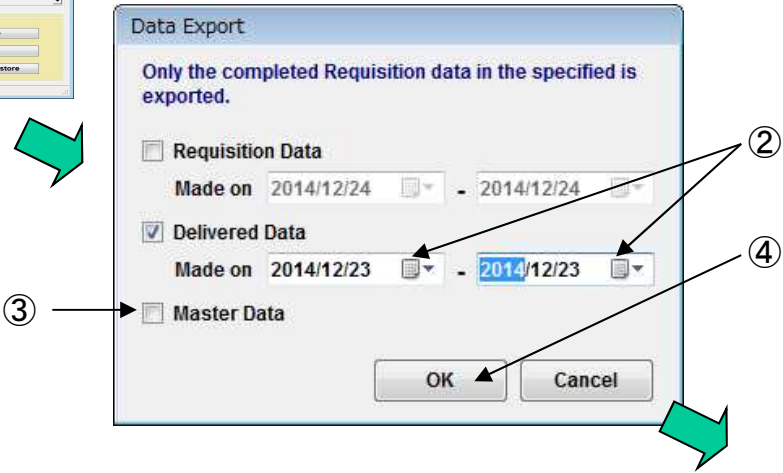 store
Data Export
Only the completed Requisition data in the specified is
exported.
Requisition Data
Made on 2014/12/24 - 2014/12/24
②
Delivered Data
Made on 2014/12/23 - 2014/12/23
④
③ Master Data
OK Cancel